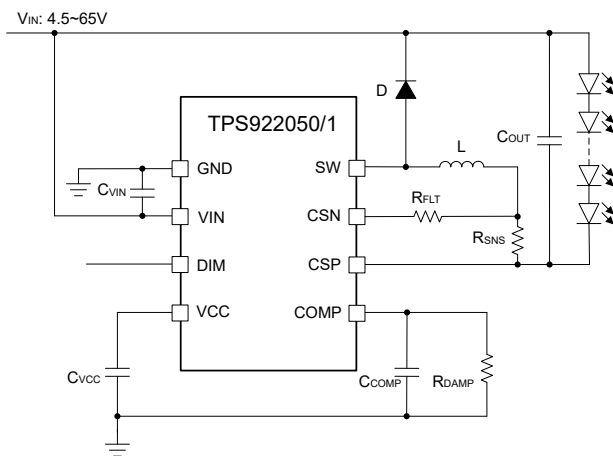 VIN: 4.5~65V
D
TPS922050/1
L
COUT
GND
SW
CVIN
RFLT
VIN
CSN
RSNS
DIM
CSP
VCC
COMP
CVCC
CCOMP
RDAMP